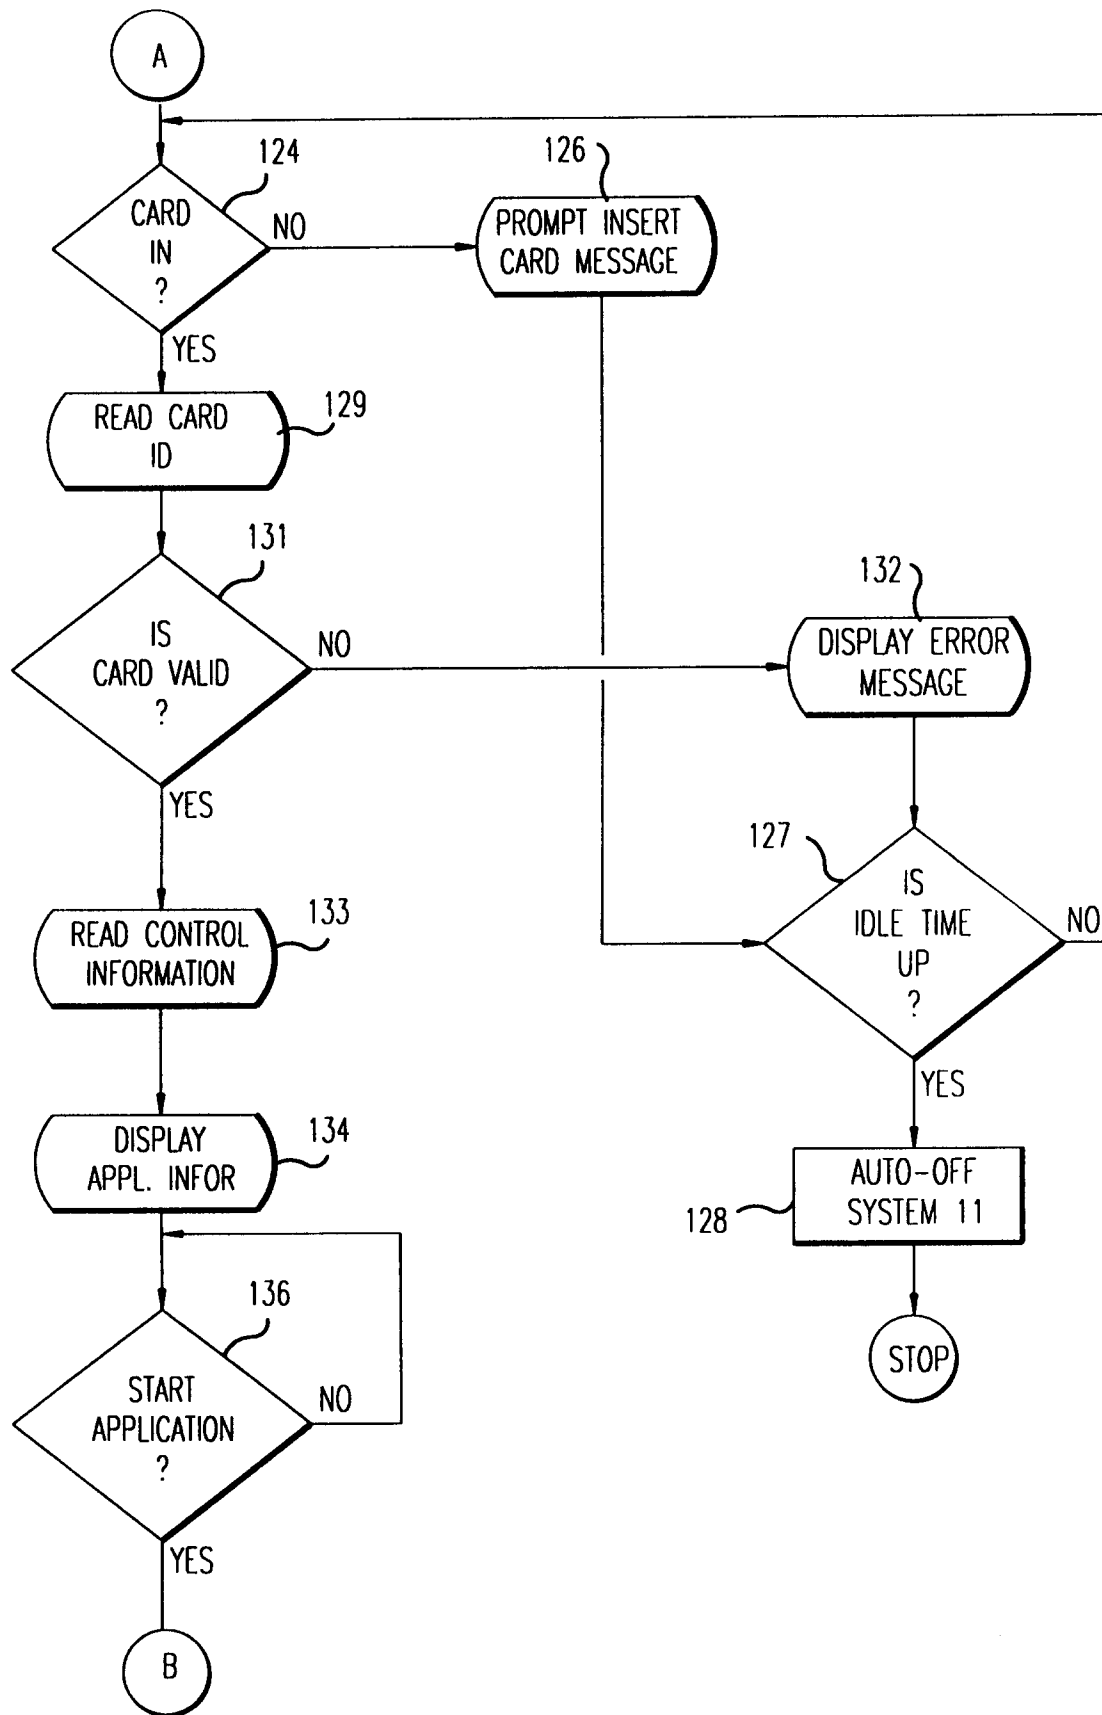 A
124
CARD
IN
?
NO
YES
126
PROMPT INSERT
CARD MESSAGE
READ CARD
ID
129
131
IS
CARD VALID
?
NO
YES
132
DISPLAY ERROR
MESSAGE
127
IS
IDLE TIME
UP
?
NO
YES
READ CONTROL
INFORMATION
133
DISPLAY
APPL. INFOR
134
AUTO-OFF
SYSTEM 11
128
STOP
136
START
APPLICATION
?
NO
YES
B